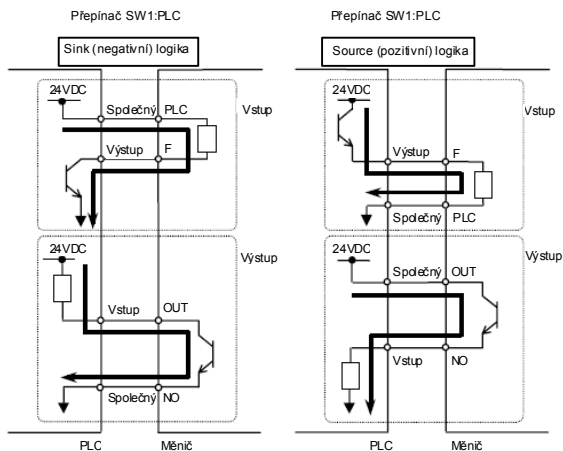 Přepínač SW1:PLC
Sink (negativní) logika
24VDC
Společný PLC
Vstup
Výstup F
24VDC
Výstup
Vstup OUT
Společný NO
PLC Měnič
Přepínač SW1:PLC
Source (pozitivní) logika
24VDC
Vstup
Výstup F
Společný PLC
24VDC
Výstup
Společný OUT
Vstup NO
PLC Měnič